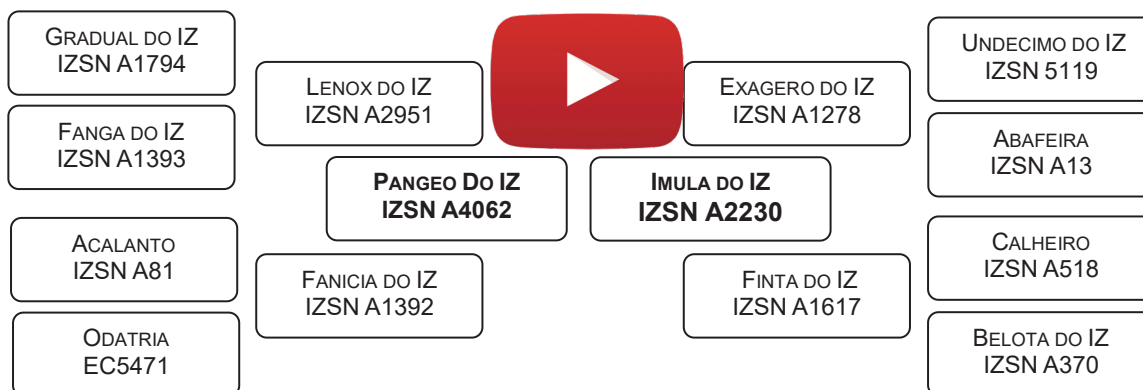 GRADUAL DO IZ
IZSN A1794
FANGA DO IZ
IZSN A1393
ACALANTO
IZSN A81
ODATRIA
EC5471
LENOX DO IZ
IZSN A2951
FANICIA DO IZ
IZSN A1392
PANGEO DO IZ
IZSN A4062
IMULA DO IZ
IZSN A2230
EXAGERO DO IZ
IZSN A1278
FINTA DO IZ
IZSN A1617
UNDECIMO DO IZ
IZSN 5119
ABAFEIRA
IZSN A13
CALHEIRO
IZSN A518
BELOTA DO IZ
IZSN A370